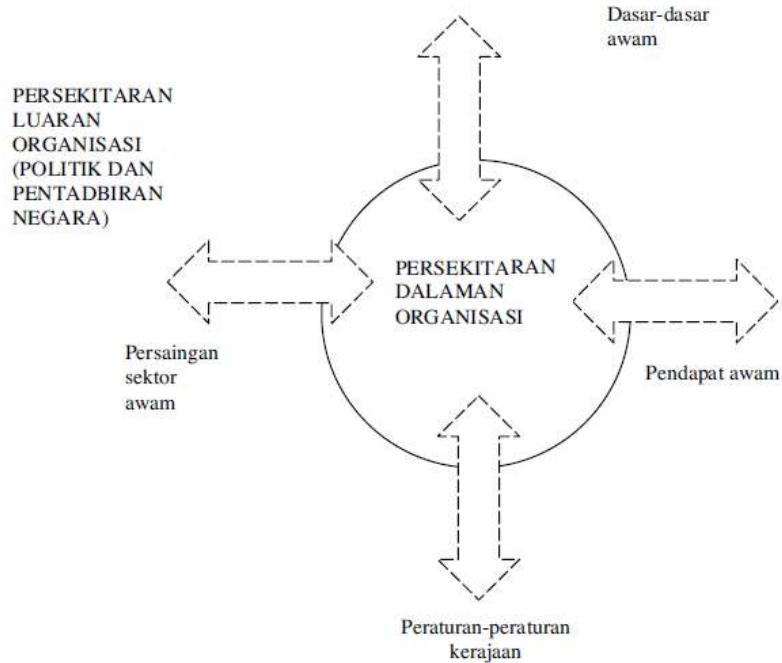 Dasar-dasar
awam
PERSEKITARAN
LUARAN
ORGANISASI
(POLITIK DAN
PENTADBIRAN
NEGARA)
PERSEKITARAN
DALAMAN
ORGANISASI
Persaingan
sektor
awam
Pendapat awam
Peraturan-peraturan
kerajaan